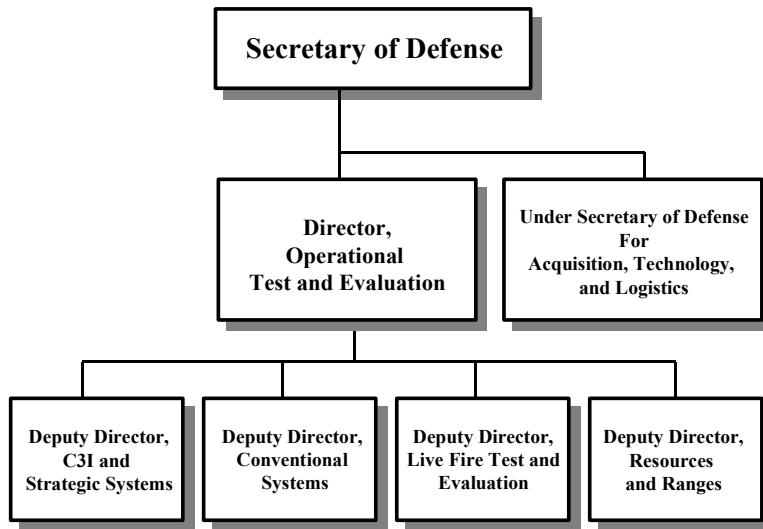 Secretary of Defense
Director,
Operational
Test and Evaluation
Under Secretary of Defense
For
Acquisition, Technology,
and Logistics
Deputy Director,
C3I and
Strategic Systems
Deputy Director,
Conventional
Systems
Deputy Director,
Live Fire Test and
Evaluation
Deputy Director,
Resources
and Ranges